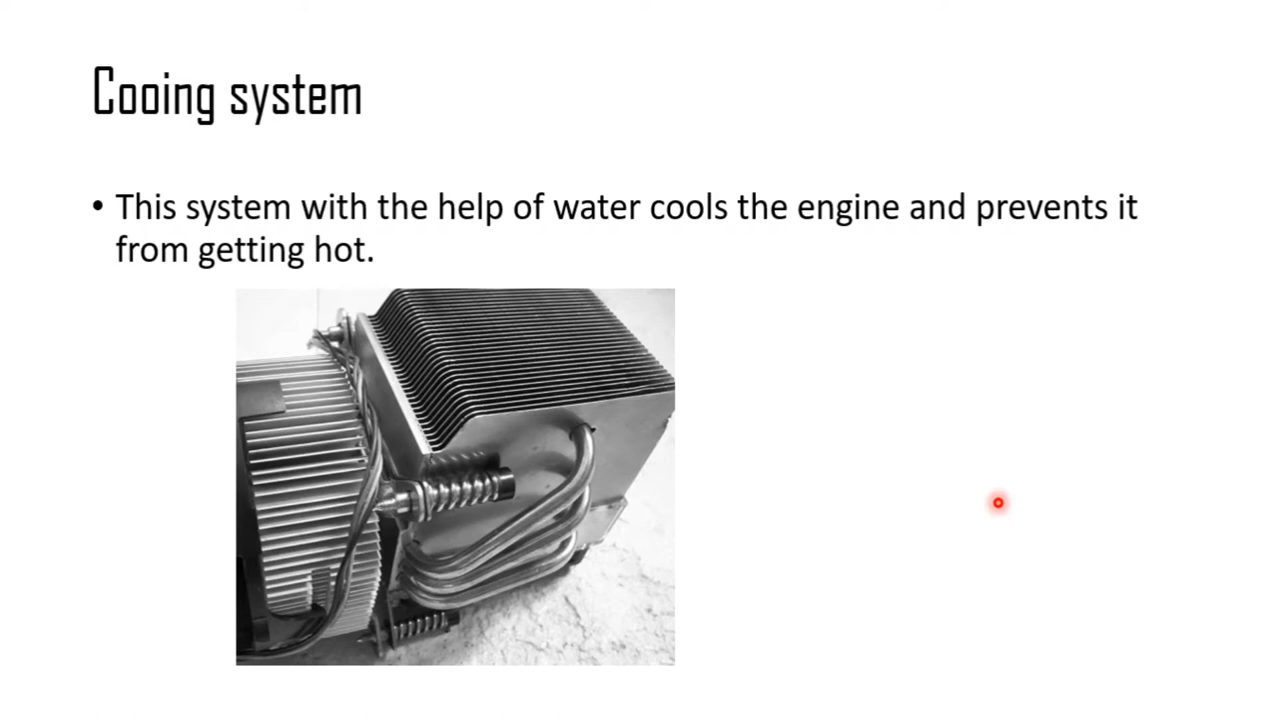 Cooing system
• This system with the help of water cools the engine and prevents it
from getting hot.